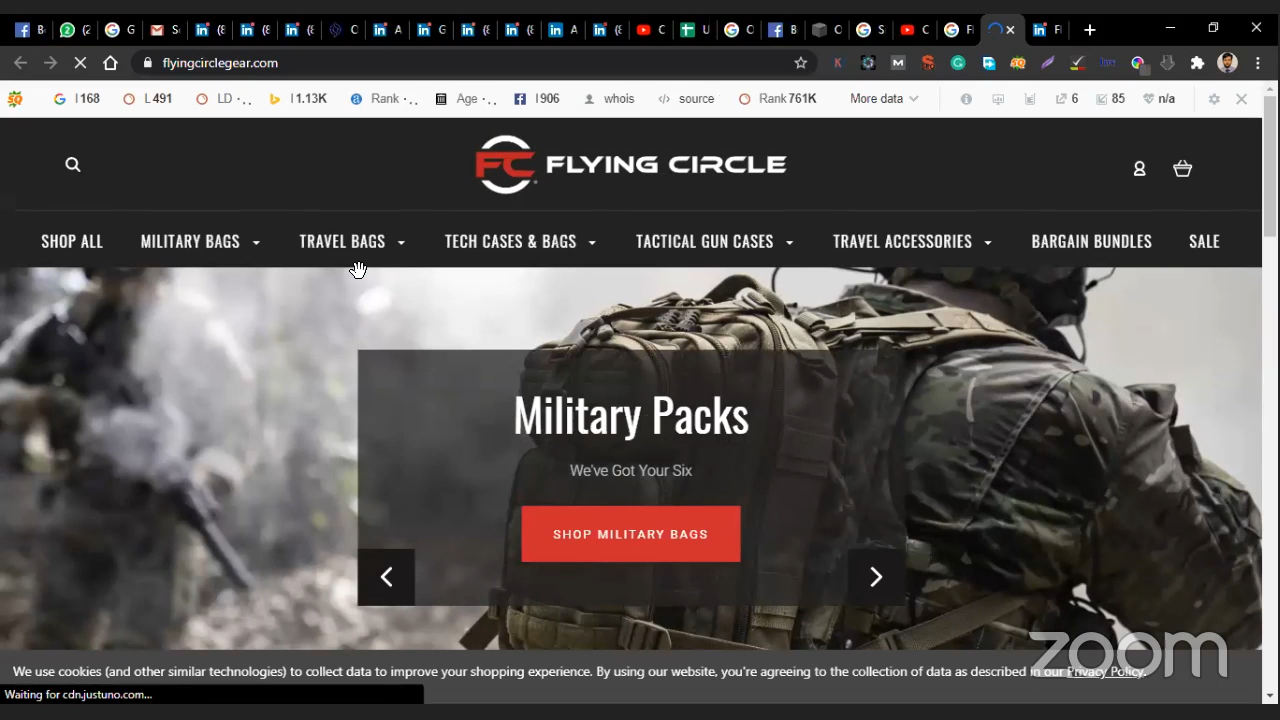 flyingcirclegear.com
I 168
L 491
LD
I 1.13K
Rank
Age
I 906
whois
source
Rank 761K
More data
6
85
n/a
FC FLYING CIRCLE
SHOP ALL
MILITARY BAGS
TRAVEL BAGS
TECH CASES & BAGS
TACTICAL GUN CASES
TRAVEL ACCESSORIES
BARGAIN BUNDLES
SALE
Military Packs
We've Got Your Six
SHOP MILITARY BAGS
zoom
We use cookies (and other similar technologies) to collect data to improve your shopping experience. By using our website, you're agreeing to the collection of data as described in our Privacy Policy.
Waiting for cdn.justuno.com...